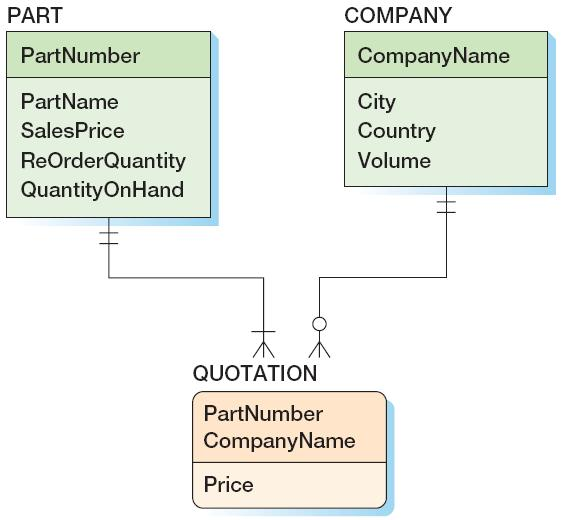 PART
PartNumber
PartName
SalesPrice
ReOrderQuantity
QuantityOnHand
COMPANY
CompanyName
City
Country
Volume
QUOTATION
PartNumber
CompanyName
Price